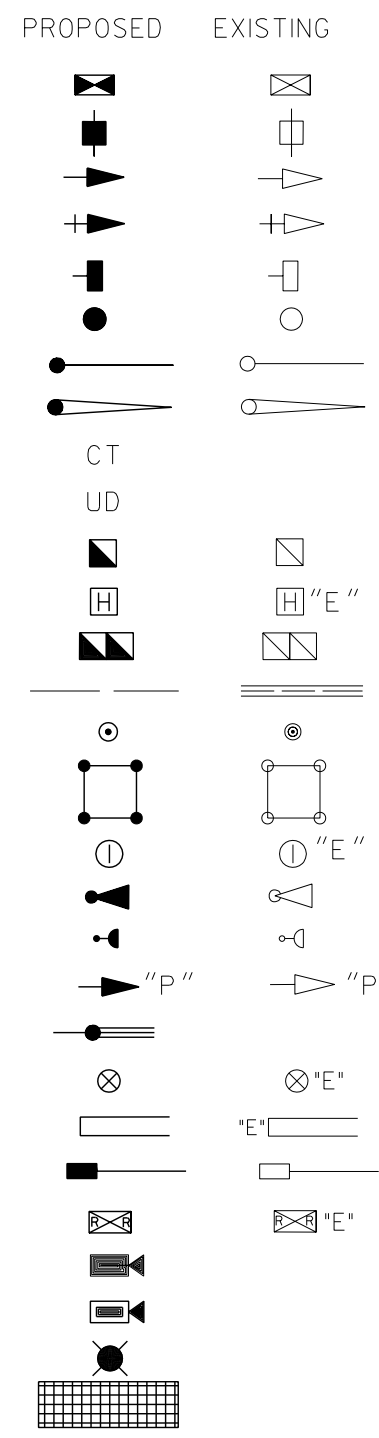 PROPOSED EXISTING
CT
UD
H H "E"
"E"
"P" "P
"E"
"E"
R R R R "E"